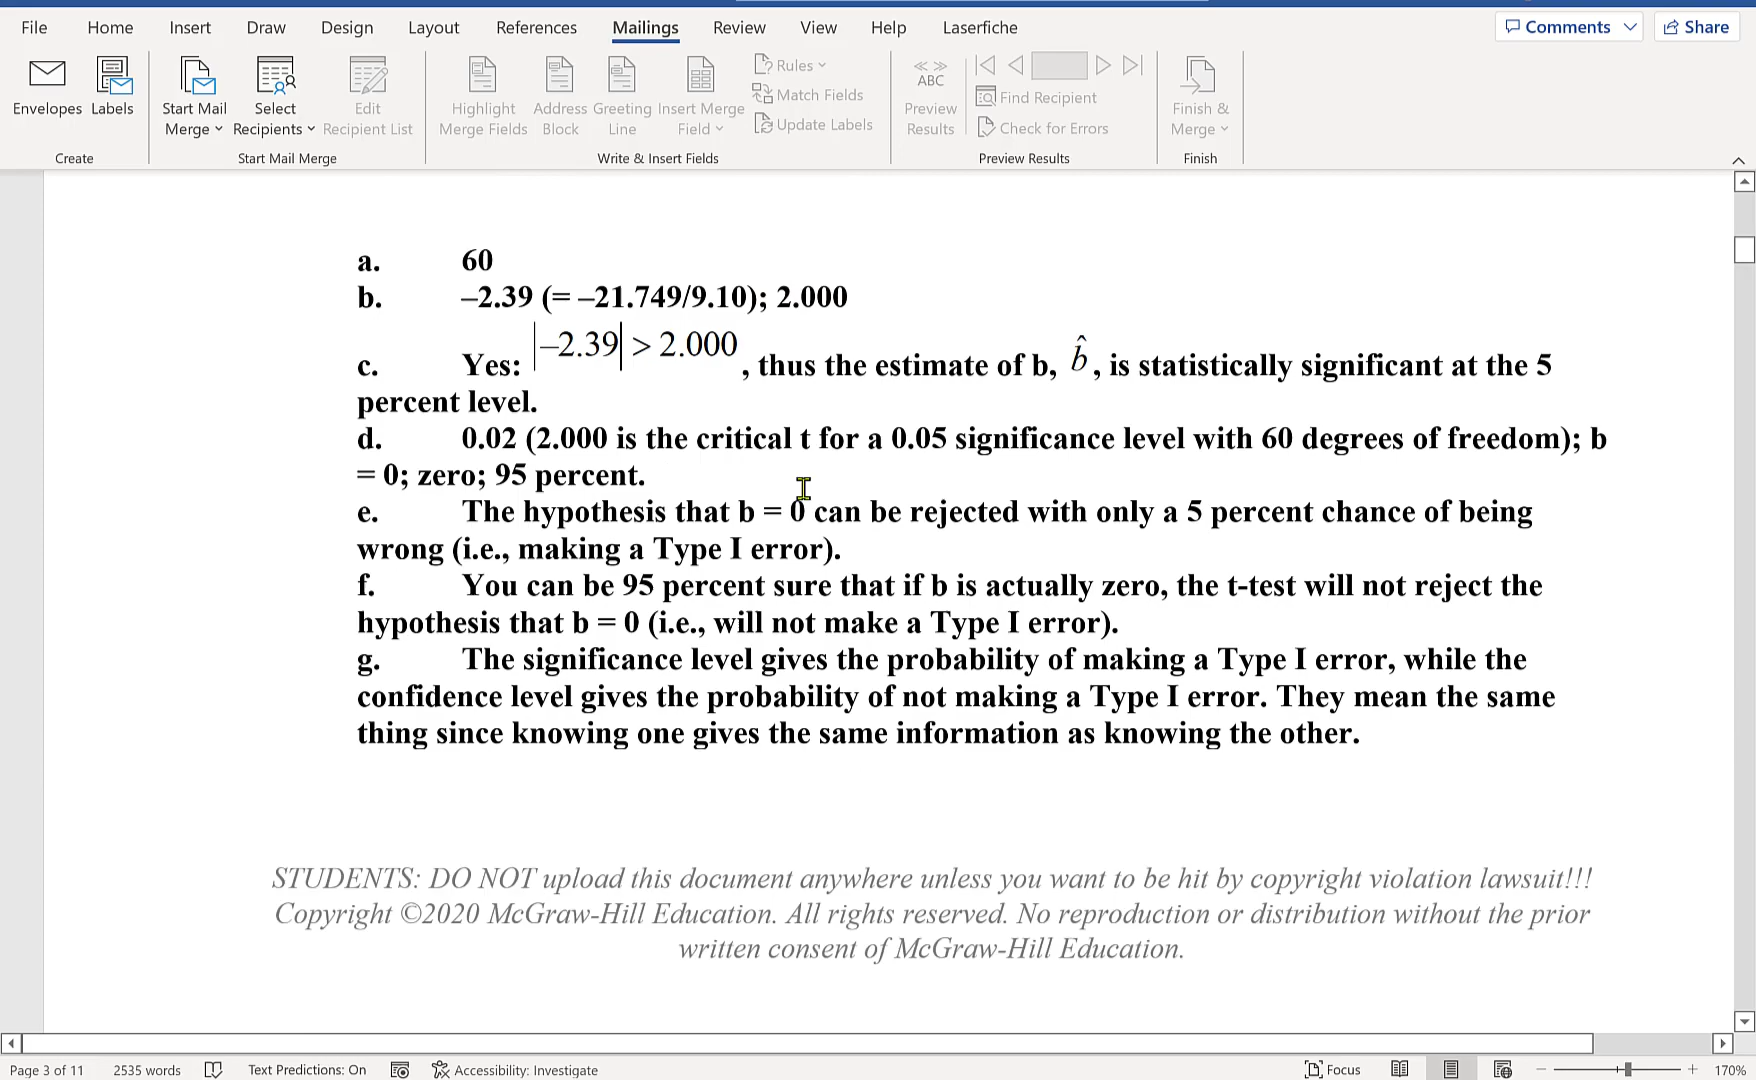 File Home Insert Draw Design Layout References Mailings Review View Help Laserfiche Comments Share
Envelopes Labels Start Mail Merge Select Recipients Edit Recipient List Highlight Merge Fields Address Block Greeting Line Insert Merge Field Rules Match Fields Update Labels ABC Preview Results Find Recipient Check for Errors Finish & Merge
Create Start Mail Merge Write & Insert Fields Preview Results Finish
a. 60
b. –2.39 (= –21.749/9.10); 2.000
c. Yes: |–2.39| > 2.000, thus the estimate of b, b̂, is statistically significant at the 5
percent level.
d. 0.02 (2.000 is the critical t for a 0.05 significance level with 60 degrees of freedom); b
= 0; zero; 95 percent.
e. The hypothesis that b = 0 can be rejected with only a 5 percent chance of being
wrong (i.e., making a Type I error).
f. You can be 95 percent sure that if b is actually zero, the t-test will not reject the
hypothesis that b = 0 (i.e., will not make a Type I error).
g. The significance level gives the probability of making a Type I error, while the
confidence level gives the probability of not making a Type I error. They mean the same
thing since knowing one gives the same information as knowing the other.
STUDENTS: DO NOT upload this document anywhere unless you want to be hit by copyright violation lawsuit!!!
Copyright ©2020 McGraw-Hill Education. All rights reserved. No reproduction or distribution without the prior
written consent of McGraw-Hill Education.
Page 3 of 11 2535 words Text Predictions: On Accessibility: Investigate Focus 170%